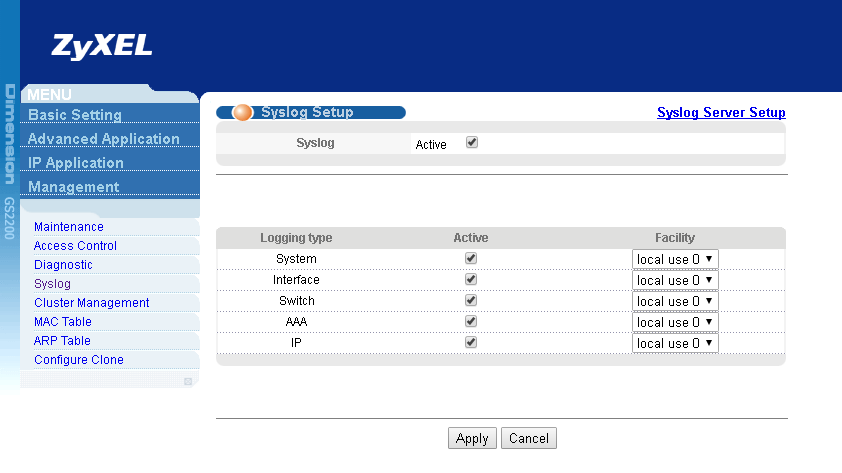 ZyXEL
Dimension
GS2200
MENU
Basic Setting
Advanced Application
IP Application
Management
Maintenance
Access Control
Diagnostic
Syslog
Cluster Management
MAC Table
ARP Table
Configure Clone
Syslog Setup
Syslog Server Setup
Syslog Active
Logging type Active Facility
System local use 0
Interface local use 0
Switch local use 0
AAA local use 0
IP local use 0
Apply Cancel